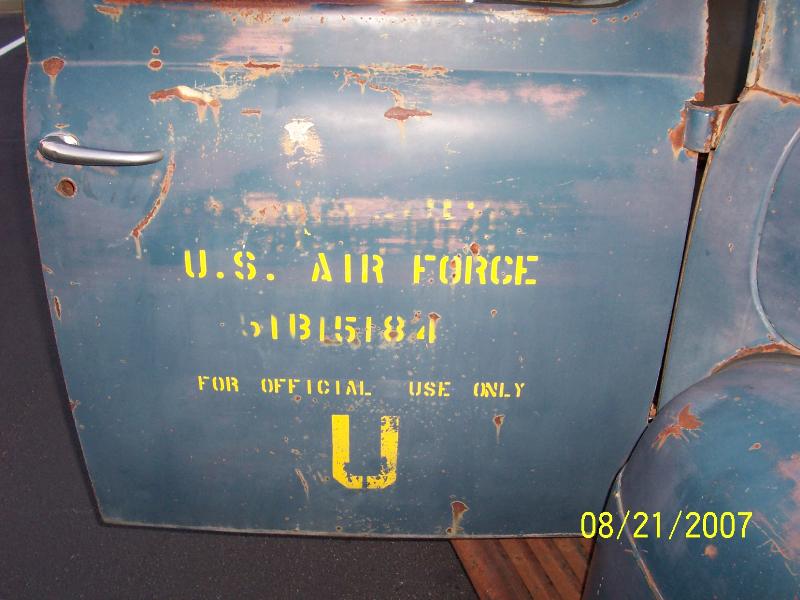 U.S. AIR FORCE
51B15184
FOR OFFICIAL USE ONLY
U
08/21/2007